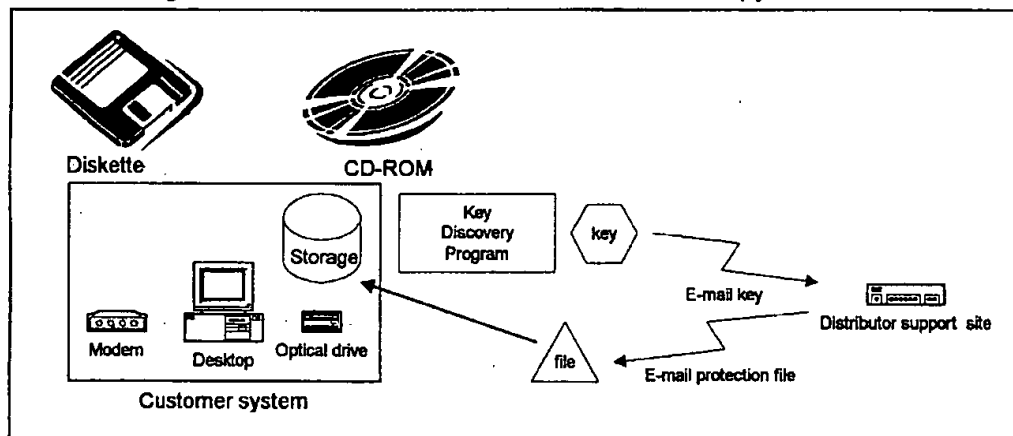 Diskette
CD-ROM
Key
Discovery
Program
key
Storage
E-mail key
Modem
Desktop
Optical drive
file
Distributor support site
E-mail protection file
Customer system